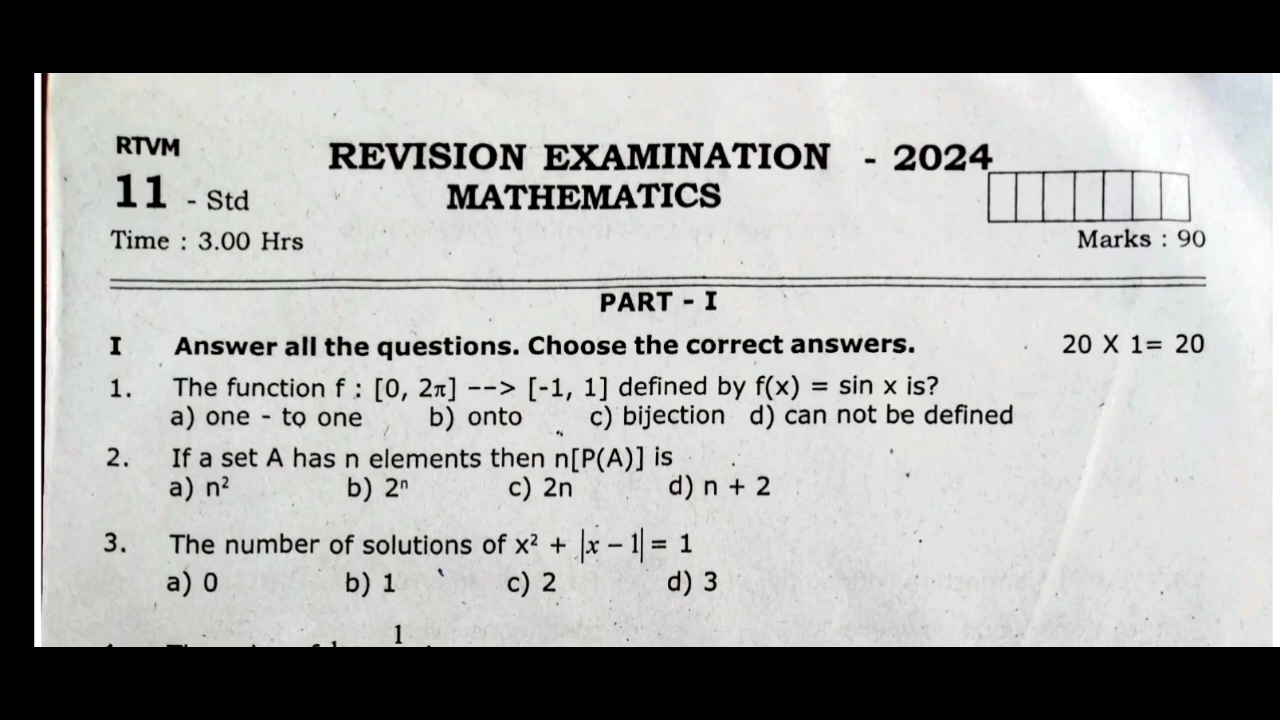 RTVM
REVISION EXAMINATION - 2024
11 - Std
MATHEMATICS
Time : 3.00 Hrs
Marks : 90
PART - I
I Answer all the questions. Choose the correct answers. 20 X 1= 20
1. The function f : [0, 2π] --> [-1, 1] defined by f(x) = sin x is?
a) one - to one b) onto c) bijection d) can not be defined
2. If a set A has n elements then n[P(A)] is
a) n² b) 2ⁿ c) 2n d) n + 2
3. The number of solutions of x² + |x – 1| = 1
a) 0 b) 1 c) 2 d) 3
1